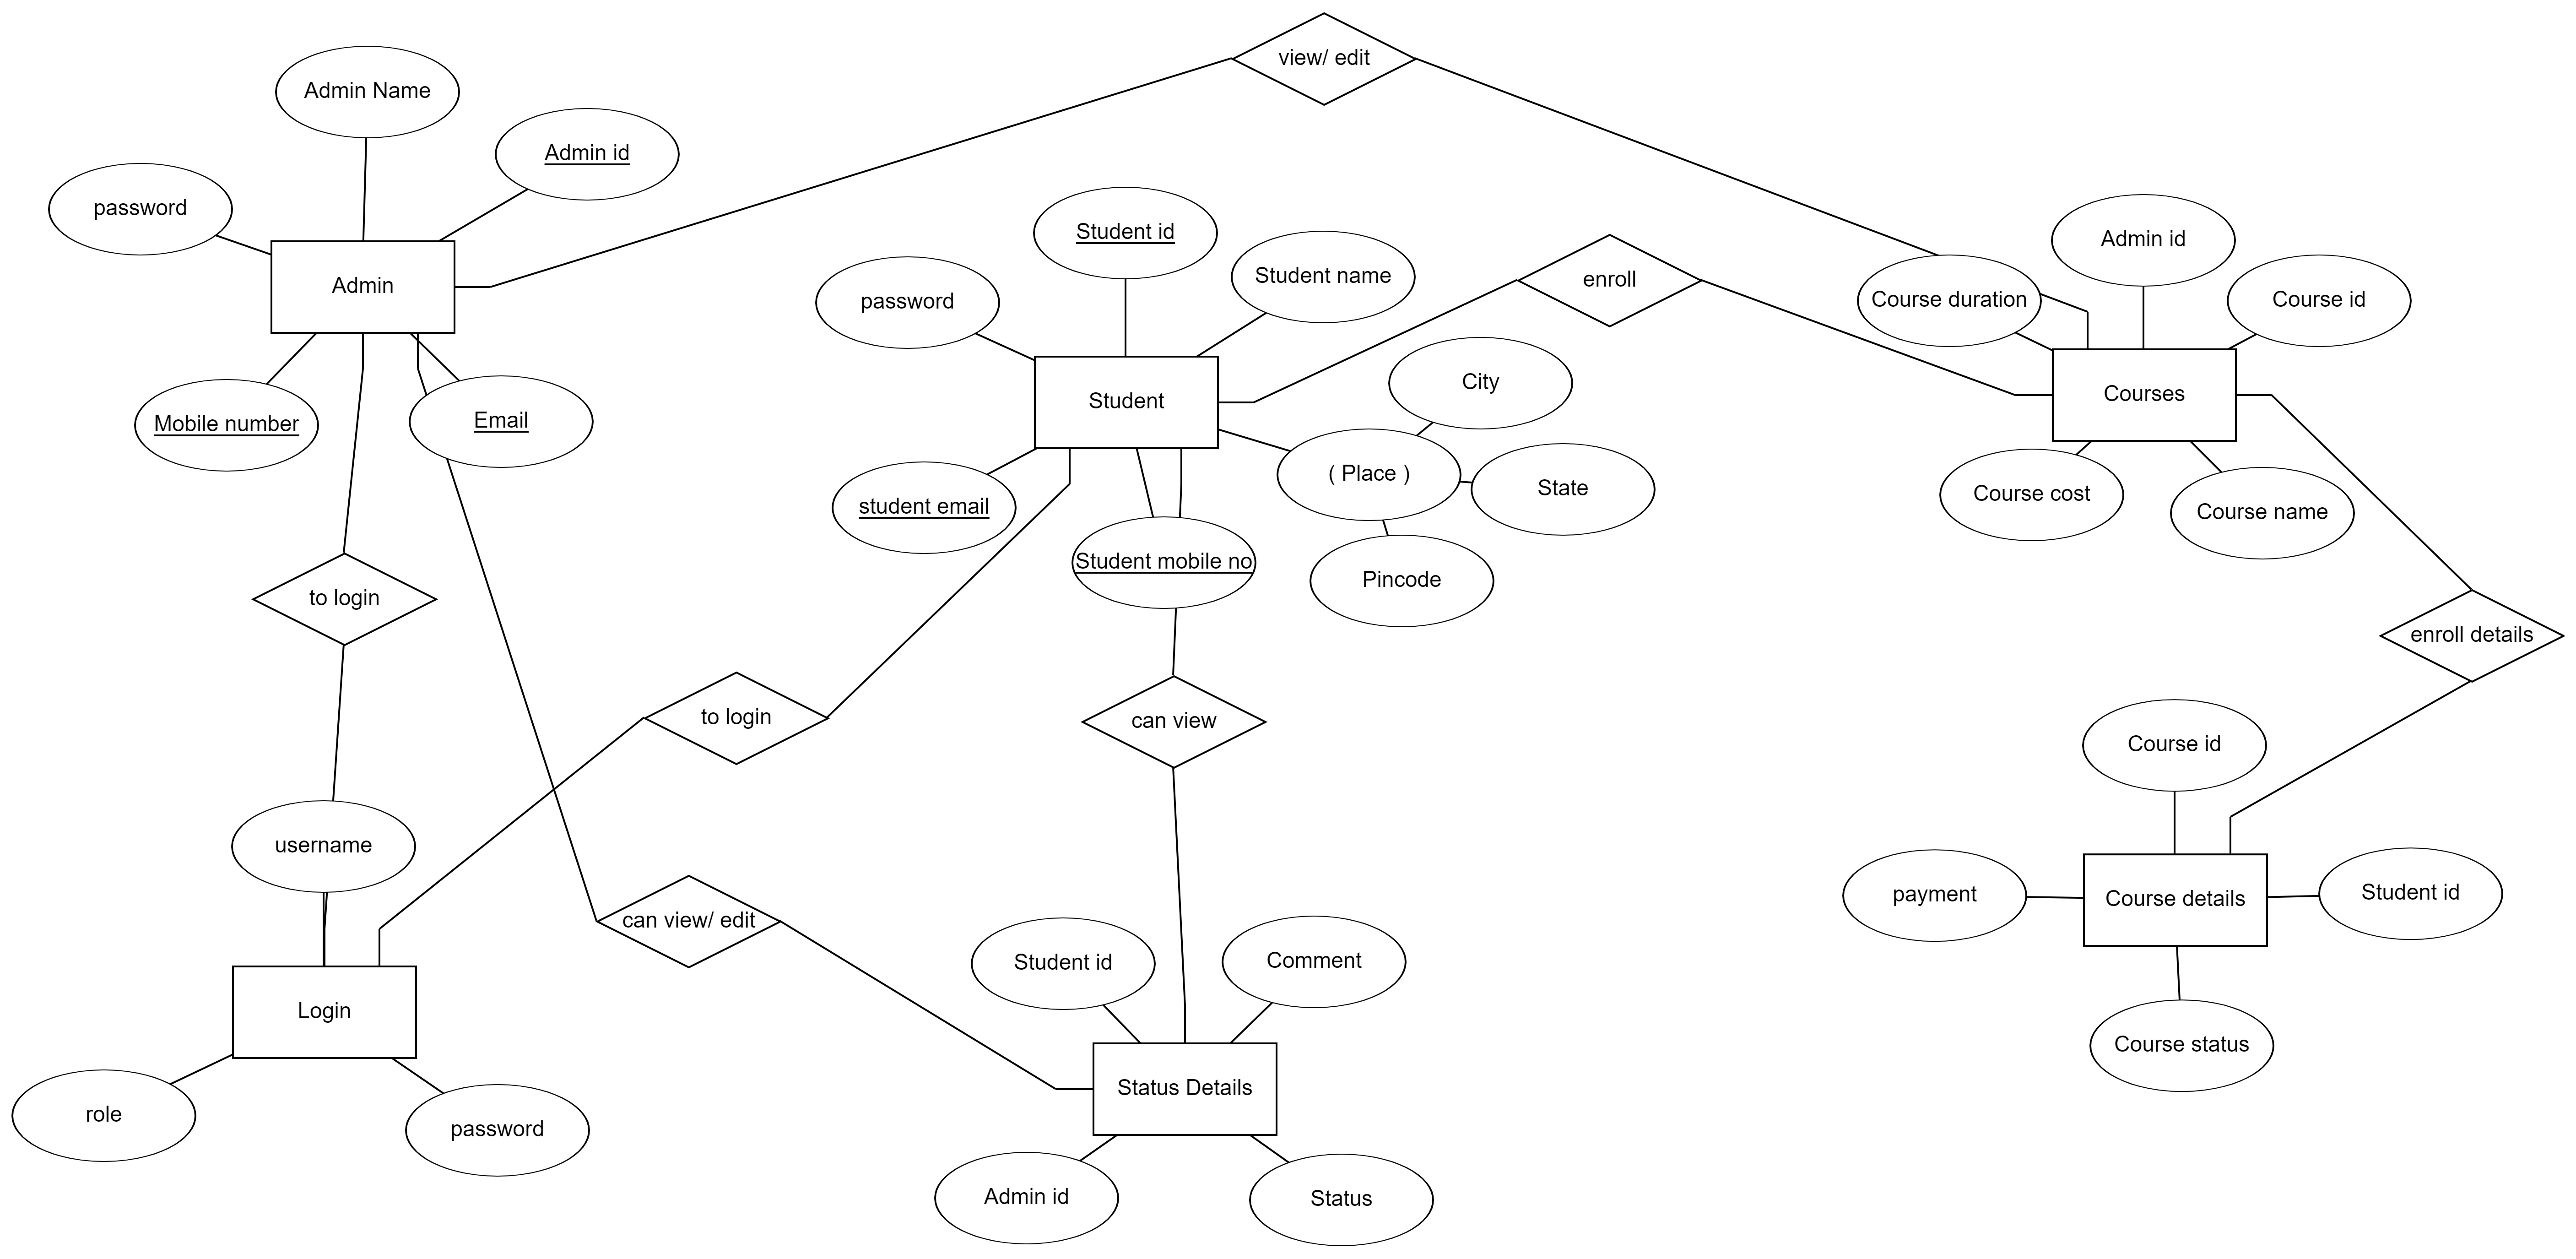 view/ edit
Admin Name
Admin id
password
Admin
Mobile number
Email
Student id
Student name
password
Student
student email
Student mobile no
( Place )
City
State
Pincode
enroll
Course duration
Admin id
Course id
Courses
Course cost
Course name
enroll details
to login
to login
can view
username
Login
role
password
can view/ edit
Student id
Comment
Status Details
Admin id
Status
Course id
payment
Course details
Student id
Course status